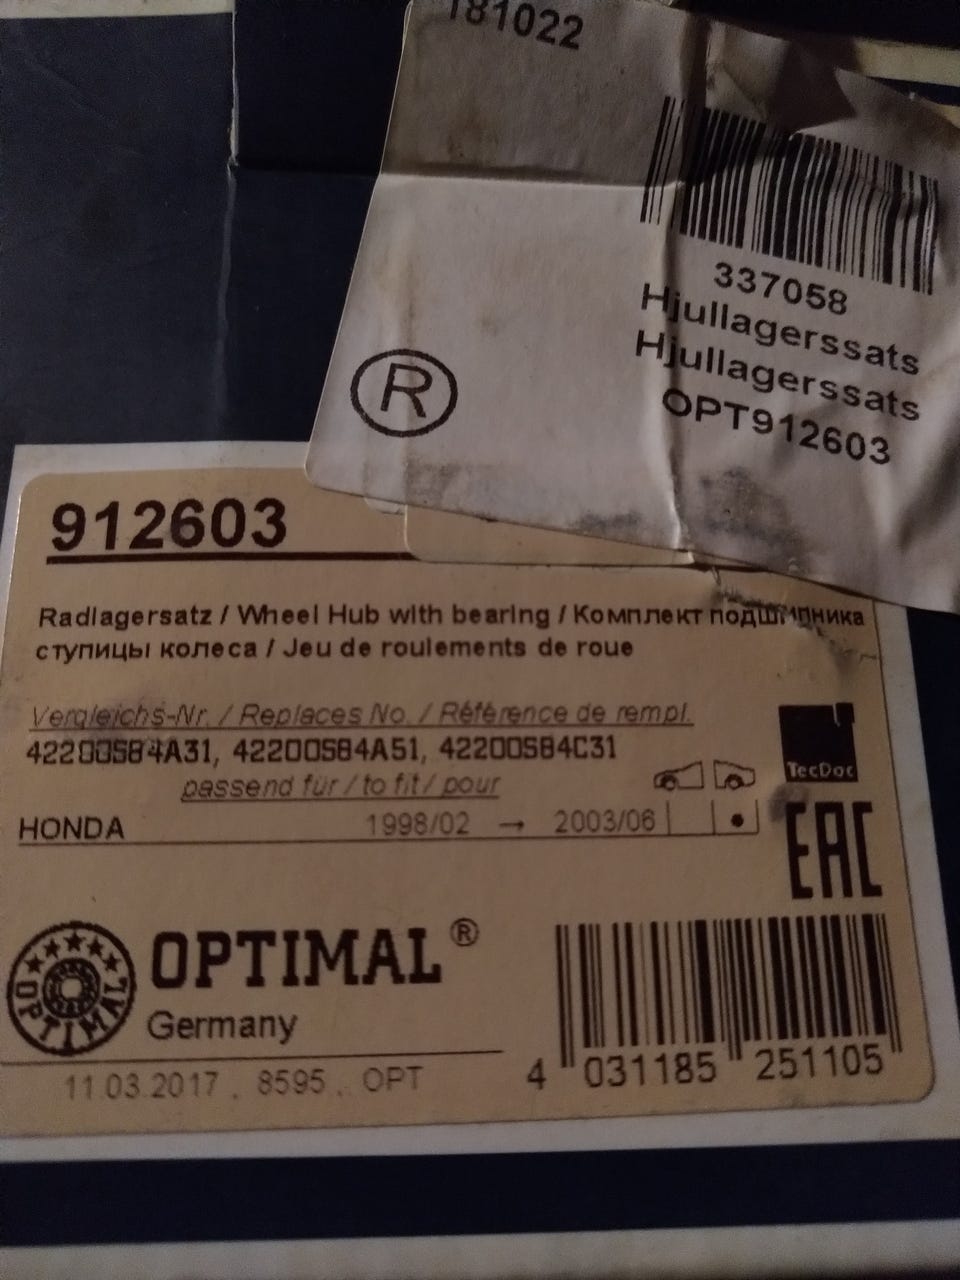 181022
337058
Hjullagerssats
Hjullagerssats
OPT912603
R
912603
Radlagersatz / Wheel Hub with bearing / Комплект подшипника
ступицы колеса / Jeu de roulements de roue
Vergleichs-Nr. / Replaces No. / Référence de rempl.
42200S84A31, 42200S84A51, 42200S84C31
passend für / to fit / pour
TecDoc
HONDA 1998/02 → 2003/06
EAC
OPTIMAL ®
OPTIMAL
Germany
11.03.2017 . 8595 .. OPT
4 031185 251105